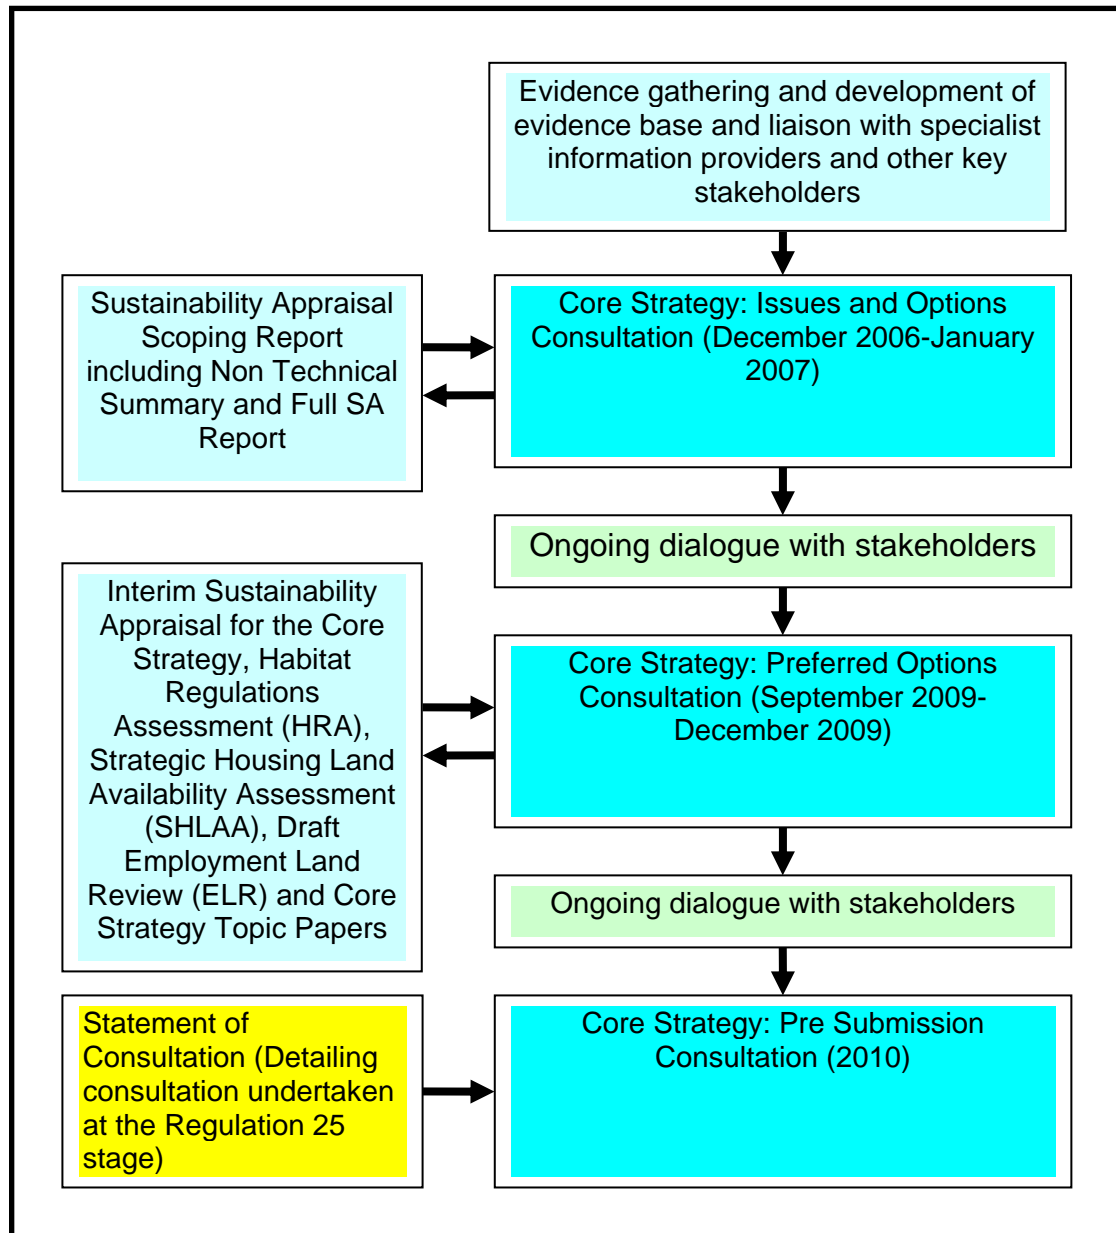 Evidence gathering and development of
evidence base and liaison with specialist
information providers and other key
stakeholders
Sustainability Appraisal
Scoping Report
including Non Technical
Summary and Full SA
Report
Core Strategy: Issues and Options
Consultation (December 2006-January
2007)
Ongoing dialogue with stakeholders
Interim Sustainability
Appraisal for the Core
Strategy, Habitat
Regulations
Assessment (HRA),
Strategic Housing Land
Availability Assessment
(SHLAA), Draft
Employment Land
Review (ELR) and Core
Strategy Topic Papers
Core Strategy: Preferred Options
Consultation (September 2009-
December 2009)
Ongoing dialogue with stakeholders
Statement of
Consultation (Detailing
consultation undertaken
at the Regulation 25
stage)
Core Strategy: Pre Submission
Consultation (2010)